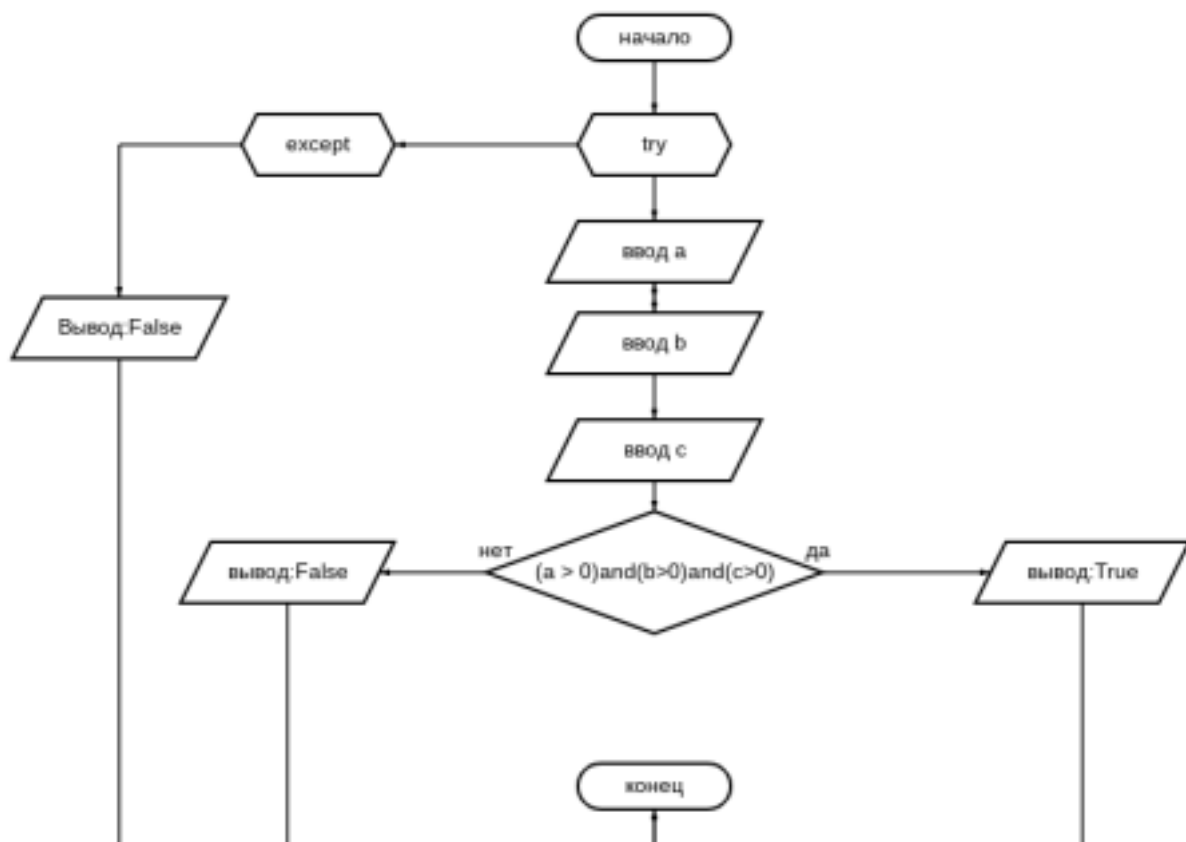 начало
except
try
ввод a
Вывод:False
ввод b
ввод c
нет
да
вывод:False
(a > 0)and(b>0)and(c>0)
вывод:True
конец